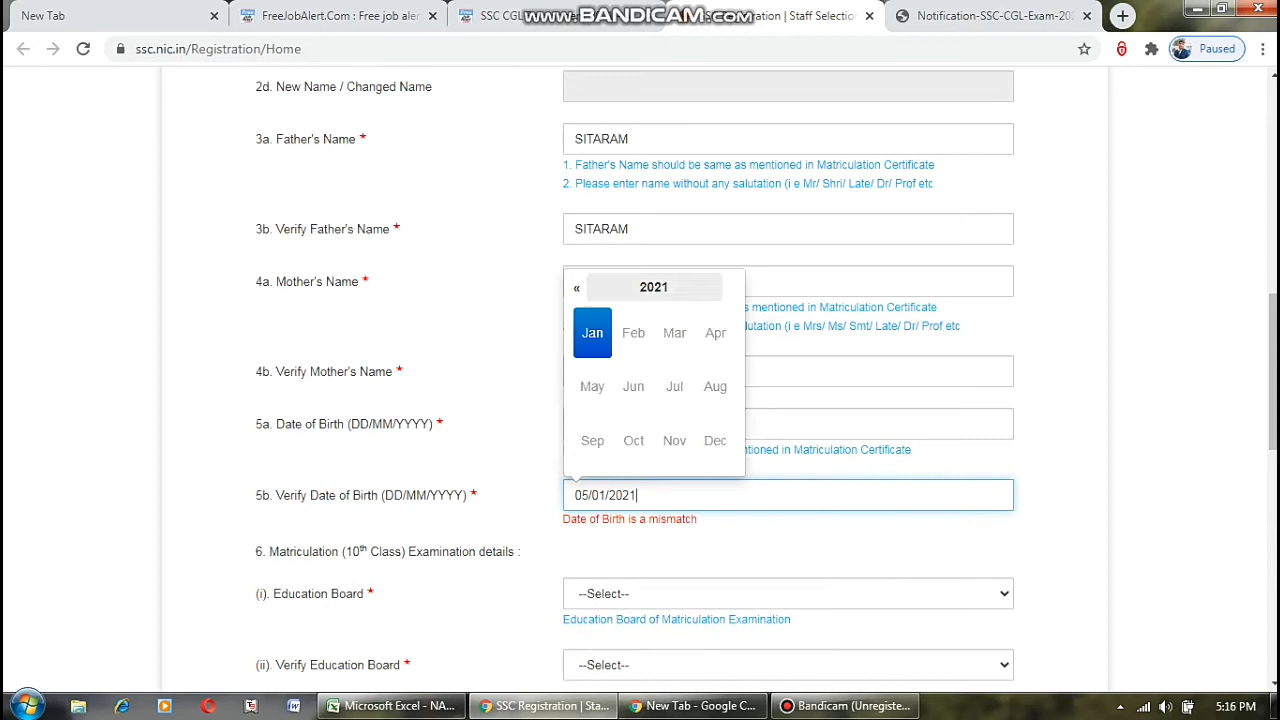 New Tab
FreeJobAlert.Com : Free job aler
SSC CGL
Registration | Staff Selectio
Notification-SSC-CGL-Exam-202
www.BANDICAM.com
ssc.nic.in/Registration/Home
Paused
2d. New Name / Changed Name
3a. Father's Name *
SITARAM
1. Father's Name should be same as mentioned in Matriculation Certificate
2. Please enter name without any salutation (i e Mr/ Shri/ Late/ Dr/ Prof etc
3b. Verify Father's Name *
SITARAM
4a. Mother's Name *
« 2021
s mentioned in Matriculation Certificate
Jan Feb Mar Apr
lutation (i e Mrs/ Ms/ Smt/ Late/ Dr/ Prof etc
4b. Verify Mother's Name *
May Jun Jul Aug
5a. Date of Birth (DD/MM/YYYY) *
Sep Oct Nov Dec
ntioned in Matriculation Certificate
5b. Verify Date of Birth (DD/MM/YYYY) *
05/01/2021
Date of Birth is a mismatch
6. Matriculation (10th Class) Examination details :
(i). Education Board *
--Select--
Education Board of Matriculation Examination
(ii). Verify Education Board *
--Select--
Microsoft Excel - NA...
SSC Registration | Sta...
New Tab - Google C...
Bandicam (Unregiste...
5:16 PM